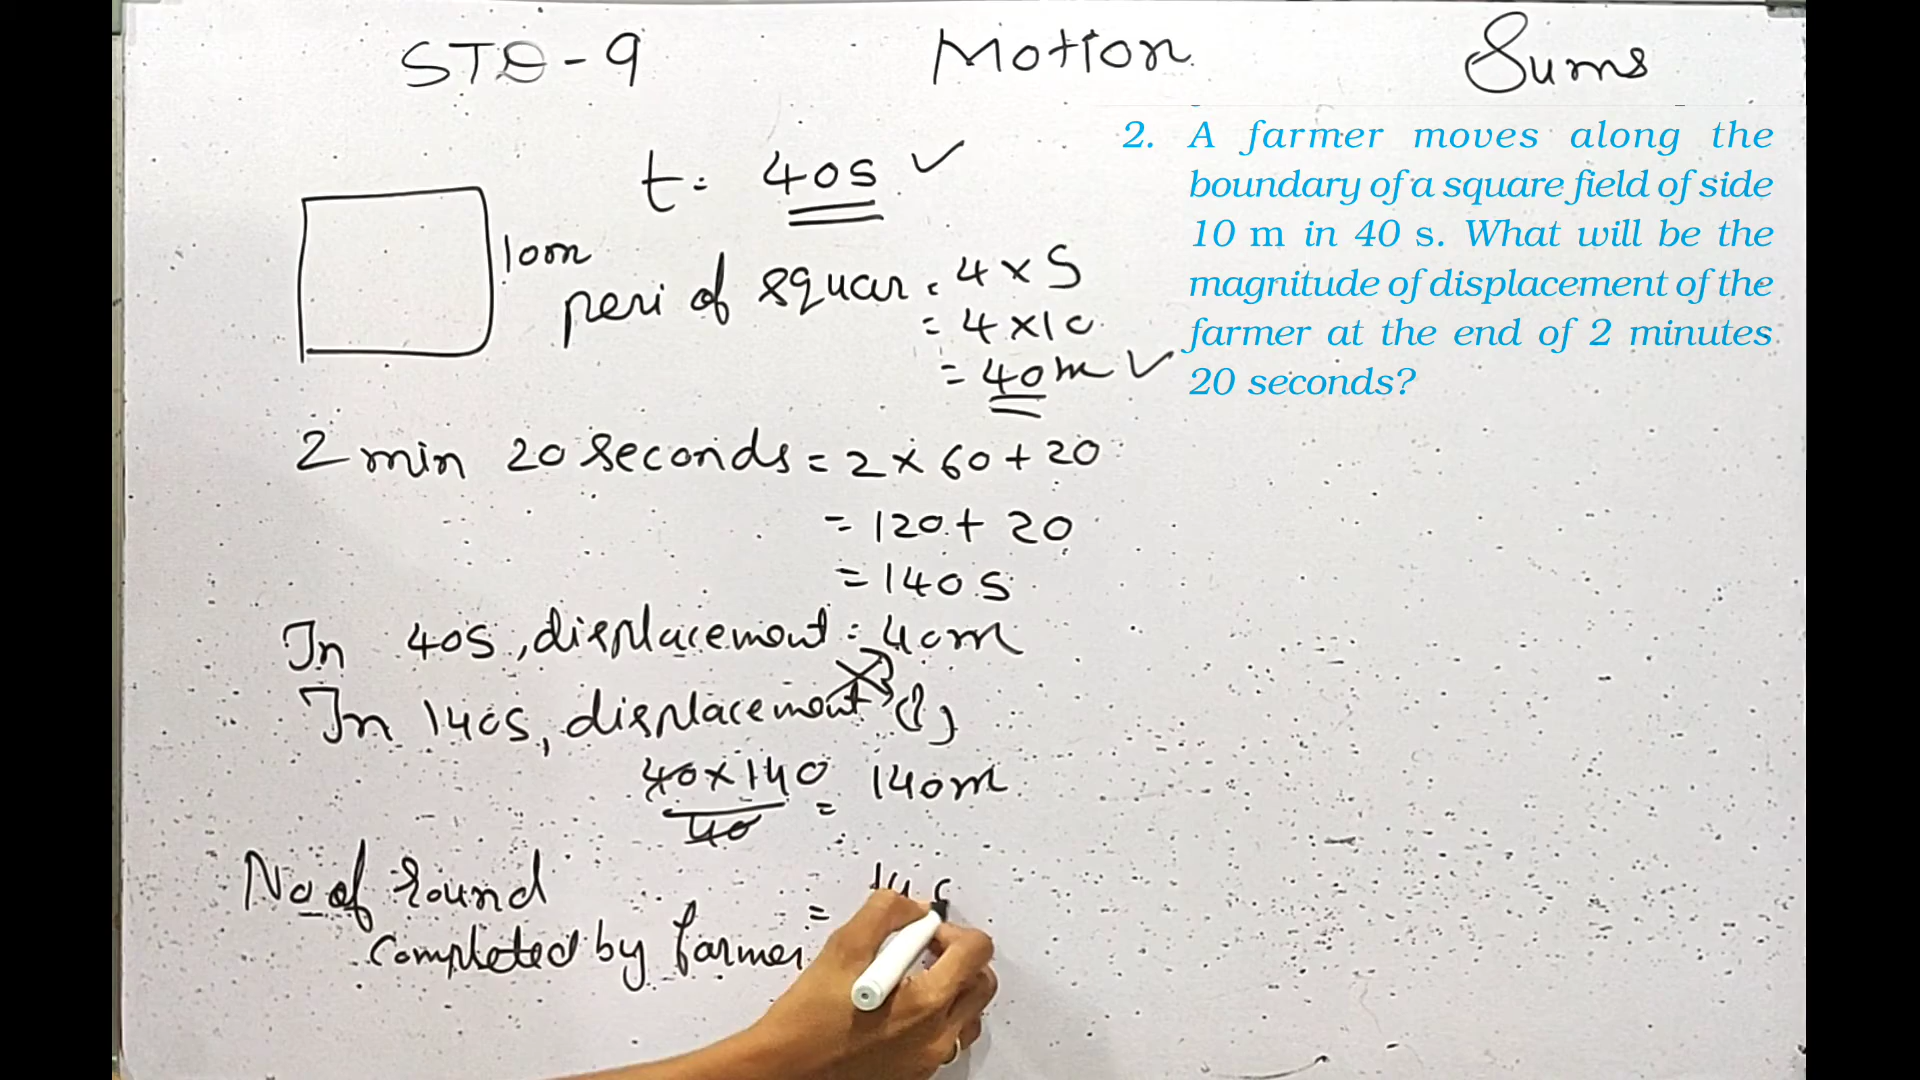 STD-9 Motion Sums
t = 40s ✓
10m
peri of squar = 4 x S
= 4 x 10
= 40m ✓
2 min 20 seconds = 2 x 60 + 20
= 120 + 20
= 140 s
In 40s, displacement = 40m
In 140s, displacement (?)
40 x 140 / 40 = 140m
No of round
completed by farmer =
2. A farmer moves along the
boundary of a square field of side
10 m in 40 s. What will be the
magnitude of displacement of the
farmer at the end of 2 minutes
20 seconds?